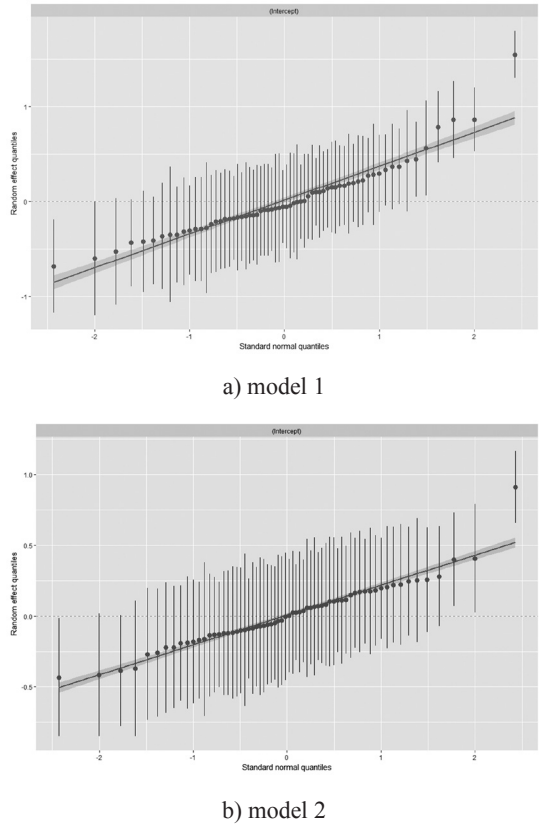 (Intercept)
Random effect quantiles
1
0
-1
-2
-1
0
1
2
Standard normal quantiles
a) model 1
(Intercept)
Random effect quantiles
1.0
0.5
0.0
-0.5
-2
-1
0
1
2
Standard normal quantiles
b) model 2